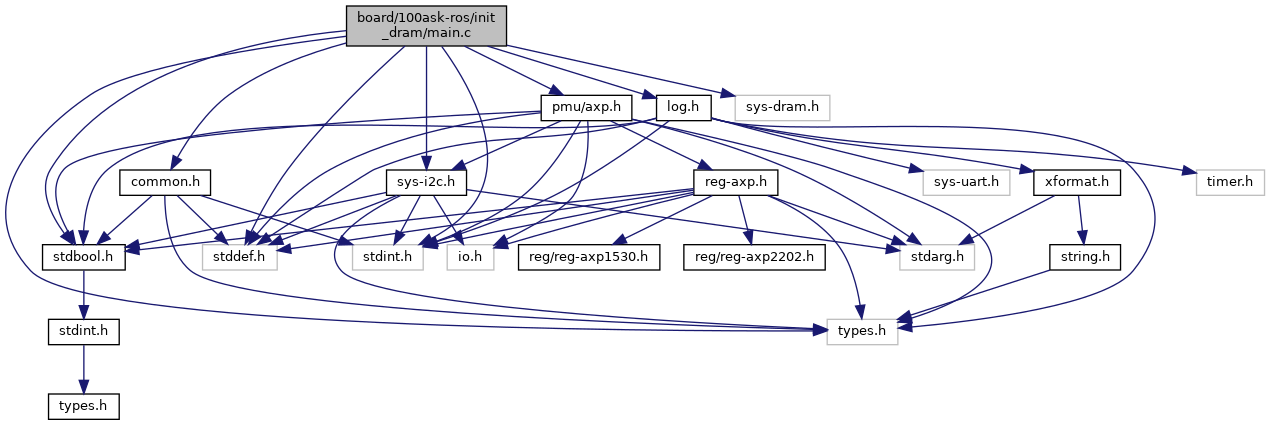 board/100ask-ros/init
_dram/main.c
pmu/axp.h
log.h
sys-dram.h
common.h
sys-i2c.h
reg-axp.h
sys-uart.h
xformat.h
timer.h
stdbool.h
stddef.h
stdint.h
io.h
reg/reg-axp1530.h
reg/reg-axp2202.h
stdarg.h
string.h
stdint.h
types.h
types.h